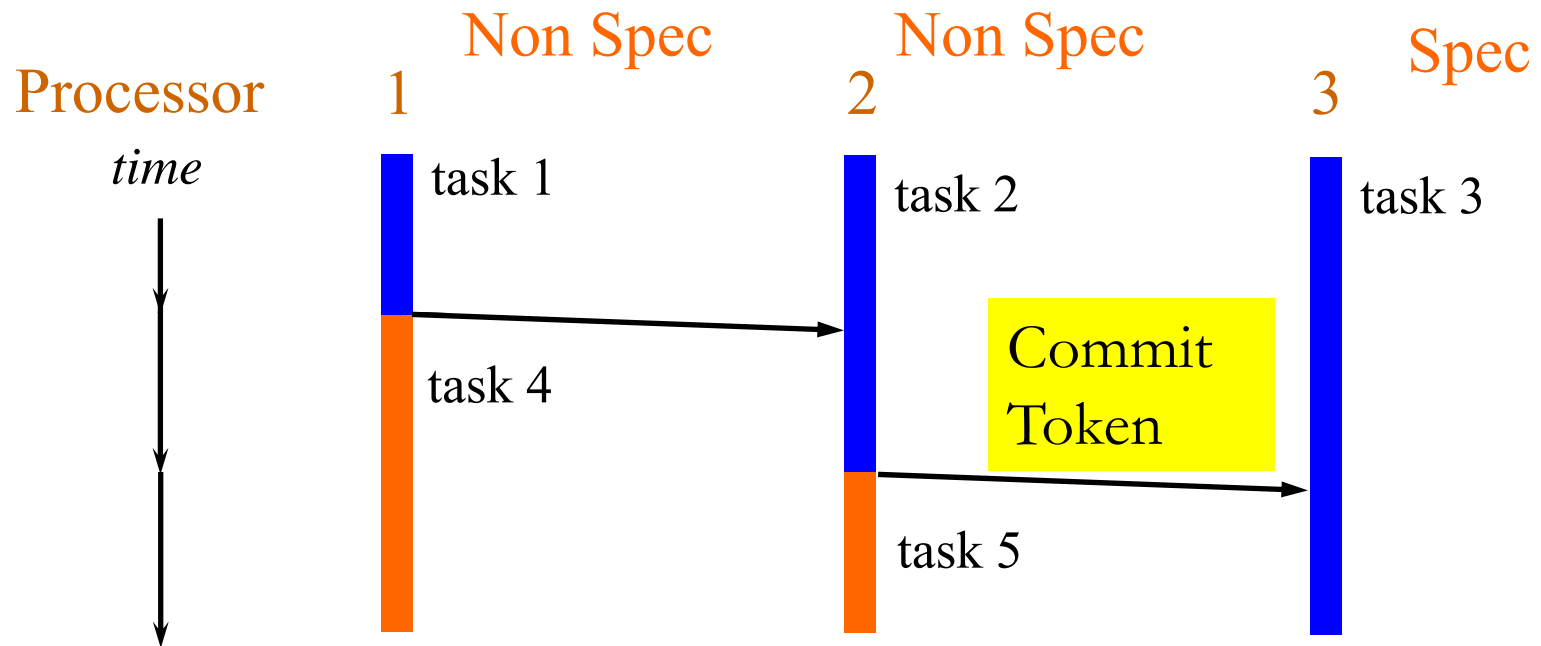 Non Spec
Non Spec
Spec
Processor
1
2
3
time
task 1
task 2
task 3
Commit
Token
task 4
task 5